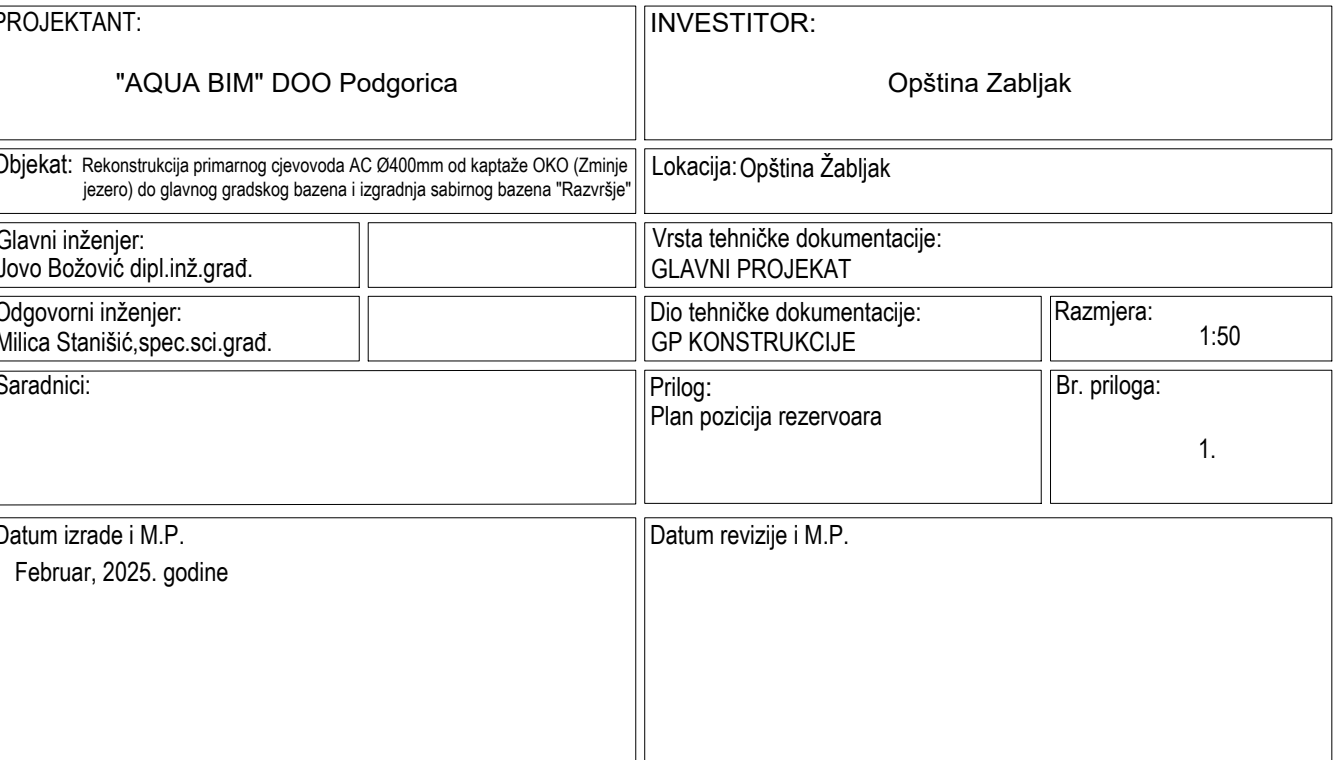 PROJEKTANT:
"AQUA BIM" DOO Podgorica
INVESTITOR:
Opština Zabljak
Objekat: Rekonstrukcija primarnog cjevovoda AC Ø400mm od kaptaže OKO (Zminje
jezero) do glavnog gradskog bazena i izgradnja sabirnog bazena "Razvršje"
Lokacija: Opština Žabljak
Glavni inženjer:
Jovo Božović dipl.inž.građ.
Vrsta tehničke dokumentacije:
GLAVNI PROJEKAT
Odgovorni inženjer:
Milica Stanišić,spec.sci.građ.
Dio tehničke dokumentacije:
GP KONSTRUKCIJE
Razmjera:
1:50
Saradnici:
Prilog:
Plan pozicija rezervoara
Br. priloga:
1.
Datum izrade i M.P.
Februar, 2025. godine
Datum revizije i M.P.